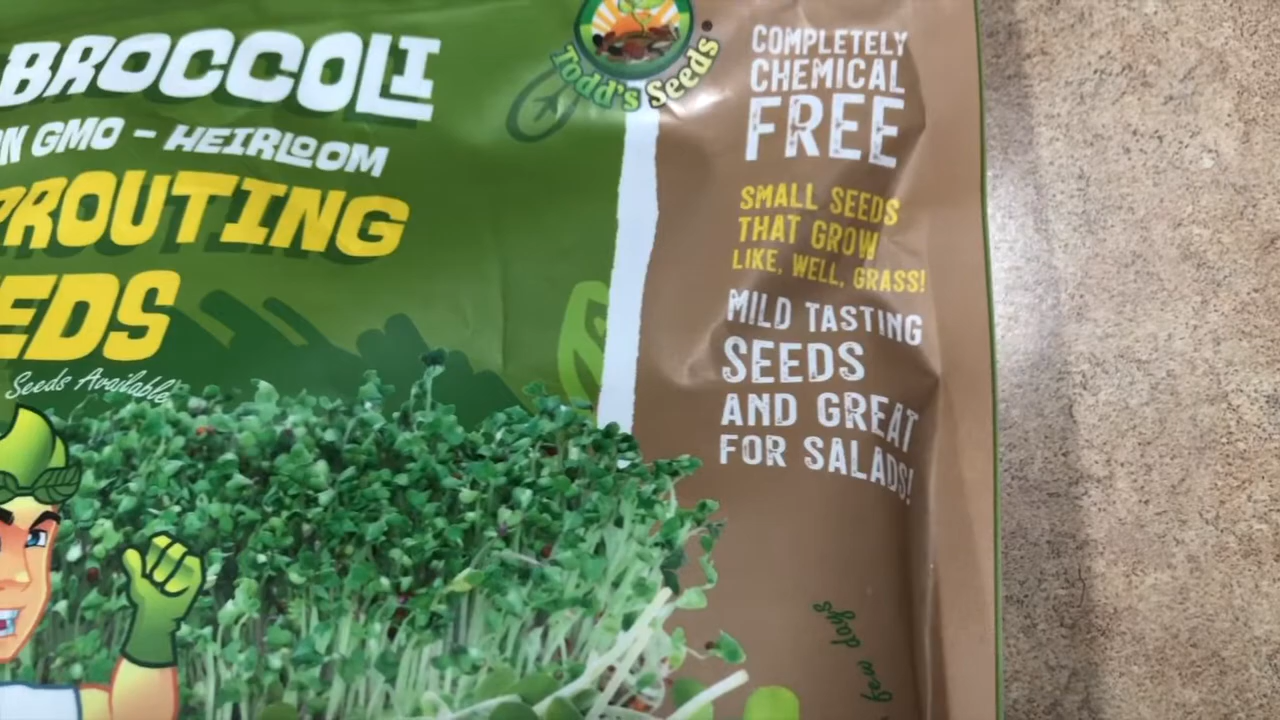 BROCCOLI
N GMO - HEIRLOOM
PROUTING
EDS
Seeds Available
Todd's Seeds
COMPLETELY
CHEMICAL
FREE
SMALL SEEDS
THAT GROW
LIKE, WELL, GRASS!
MILD TASTING
SEEDS
AND GREAT
FOR SALADS!
few days